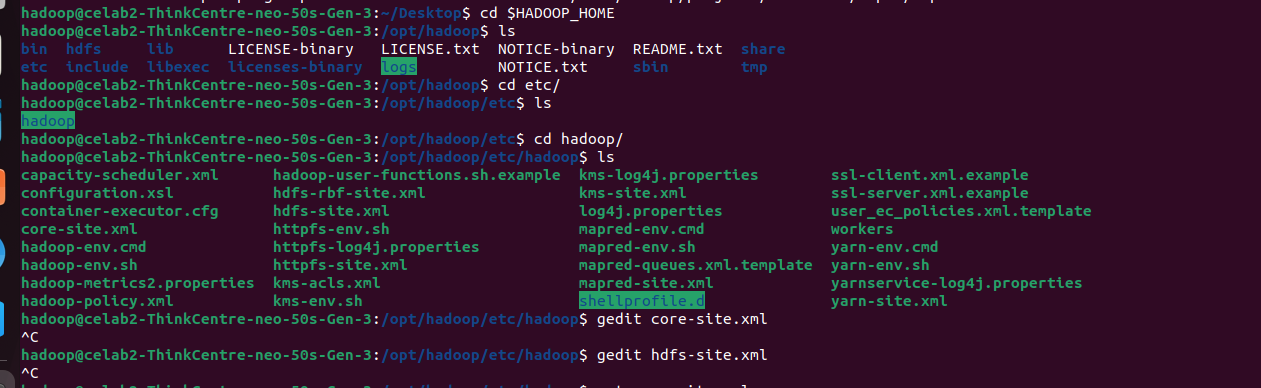 hadoop@celab2-ThinkCentre-neo-50s-Gen-3:~/Desktop$ cd $HADOOP_HOME
hadoop@celab2-ThinkCentre-neo-50s-Gen-3:/opt/hadoop$ ls
bin hdfs lib LICENSE-binary LICENSE.txt NOTICE-binary README.txt share
etc include libexec licenses-binary logs NOTICE.txt sbin tmp
hadoop@celab2-ThinkCentre-neo-50s-Gen-3:/opt/hadoop$ cd etc/
hadoop@celab2-ThinkCentre-neo-50s-Gen-3:/opt/hadoop/etc$ ls
hadoop
hadoop@celab2-ThinkCentre-neo-50s-Gen-3:/opt/hadoop/etc$ cd hadoop/
hadoop@celab2-ThinkCentre-neo-50s-Gen-3:/opt/hadoop/etc/hadoop$ ls
capacity-scheduler.xml hadoop-user-functions.sh.example kms-log4j.properties ssl-client.xml.example
configuration.xsl hdfs-rbf-site.xml kms-site.xml ssl-server.xml.example
container-executor.cfg hdfs-site.xml log4j.properties user_ec_policies.xml.template
core-site.xml httpfs-env.sh mapred-env.cmd workers
hadoop-env.cmd httpfs-log4j.properties mapred-env.sh yarn-env.cmd
hadoop-env.sh httpfs-site.xml mapred-queues.xml.template yarn-env.sh
hadoop-metrics2.properties kms-acls.xml mapred-site.xml yarnservice-log4j.properties
hadoop-policy.xml kms-env.sh shellprofile.d yarn-site.xml
hadoop@celab2-ThinkCentre-neo-50s-Gen-3:/opt/hadoop/etc/hadoop$ gedit core-site.xml
^C
hadoop@celab2-ThinkCentre-neo-50s-Gen-3:/opt/hadoop/etc/hadoop$ gedit hdfs-site.xml
^C